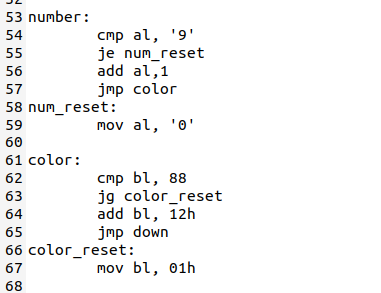 52
53 number:
54 cmp al, '9'
55 je num_reset
56 add al,1
57 jmp color
58 num_reset:
59 mov al, '0'
60
61 color:
62 cmp bl, 88
63 jg color_reset
64 add bl, 12h
65 jmp down
66 color_reset:
67 mov bl, 01h
68